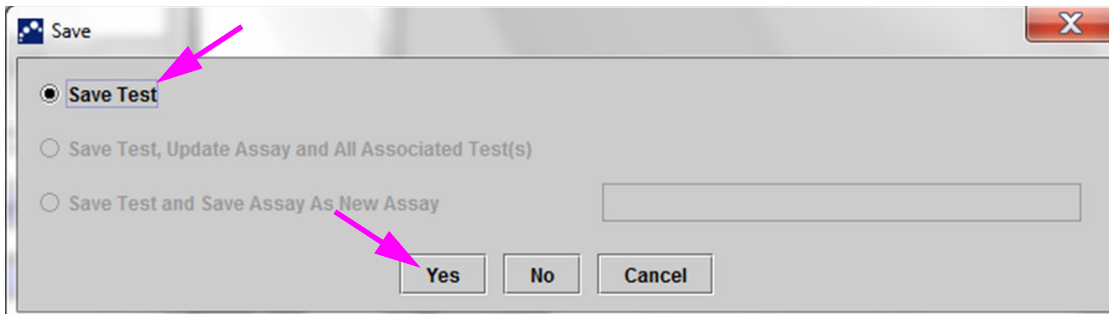 Save
Save Test
Save Test, Update Assay and All Associated Test(s)
Save Test and Save Assay As New Assay
Yes No Cancel